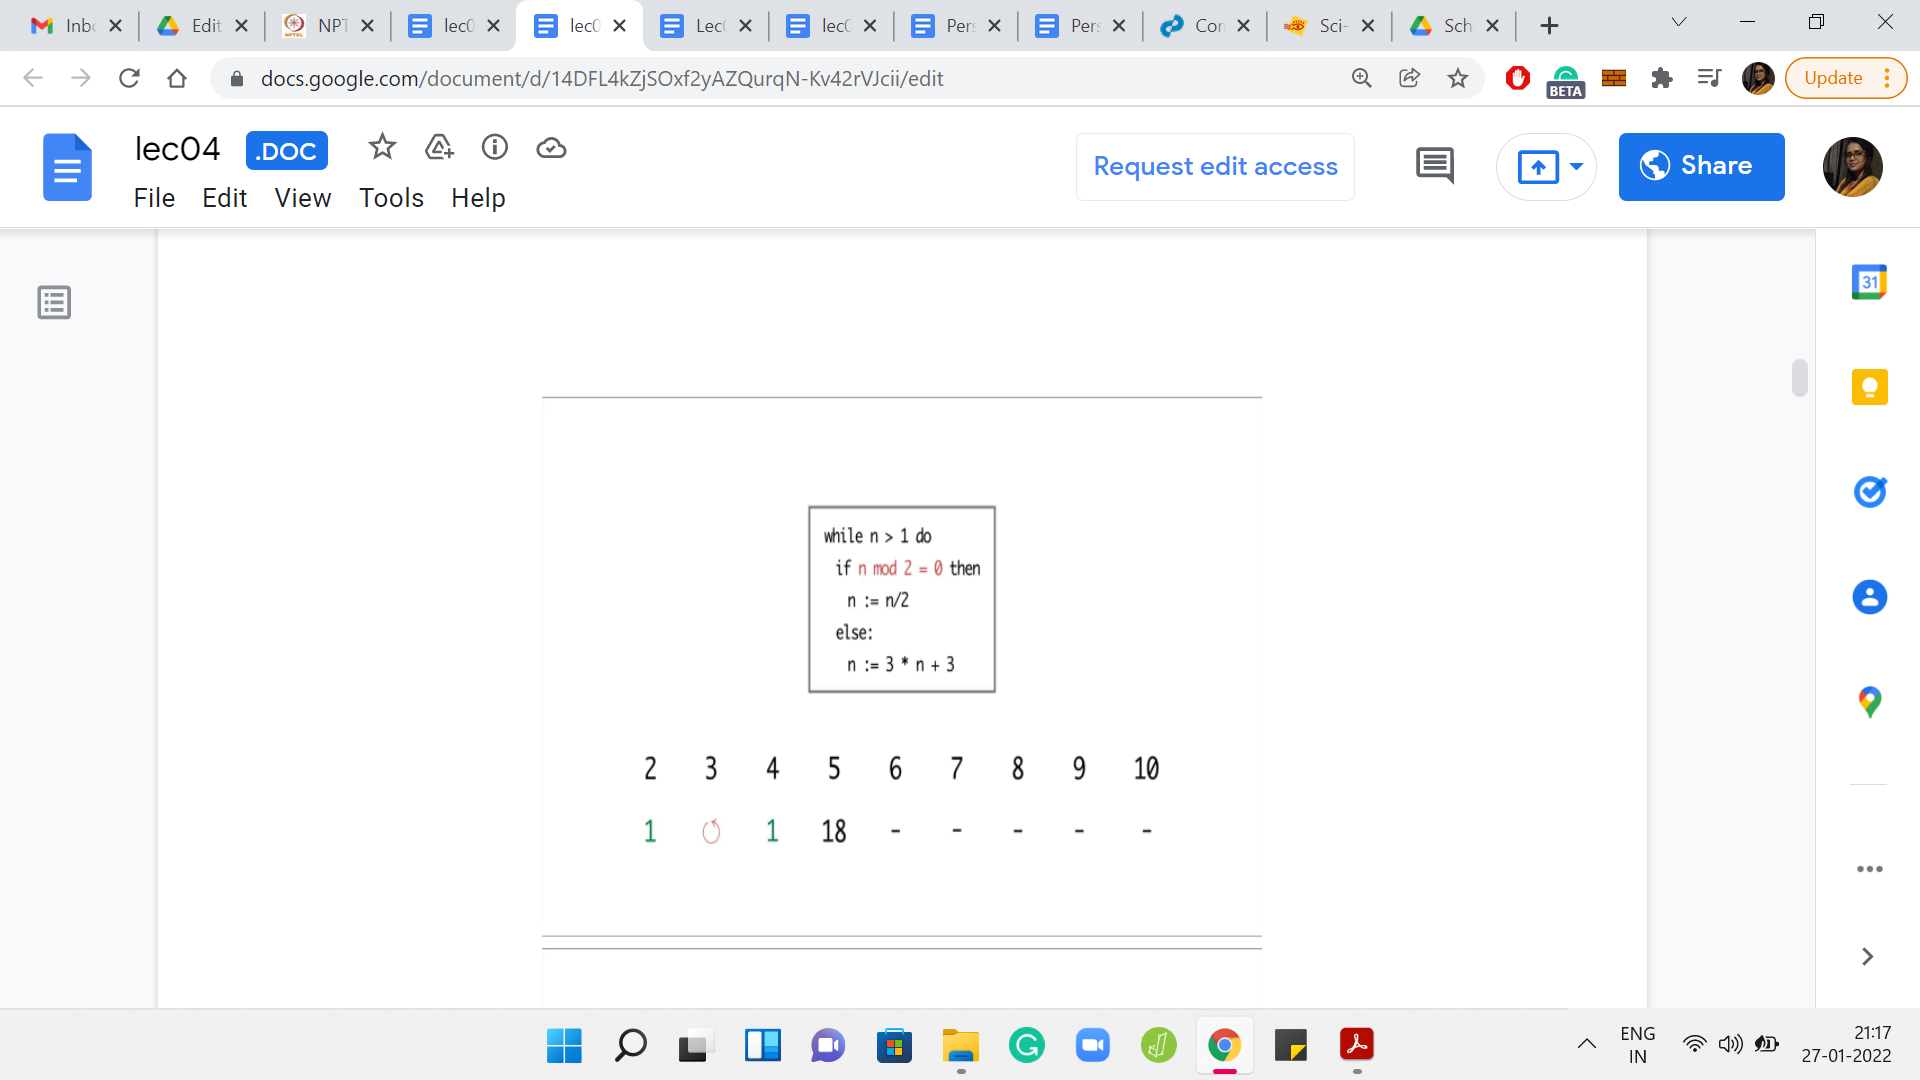 Inbc Edit NPT lec0 lec0 Lec0 lec0 Pers Pers Con Sci- Sch
docs.google.com/document/d/14DFL4kZjSOxf2yAZQurqN-Kv42rVJcii/edit
BETA
Update
lec04 .DOC
Request edit access
Share
File Edit View Tools Help
31
while n > 1 do
if n mod 2 = 0 then
n := n/2
else:
n := 3 * n + 3
2 3 4 5 6 7 8 9 10
1 1 18 - - - - -
ENG
IN
21:17
27-01-2022